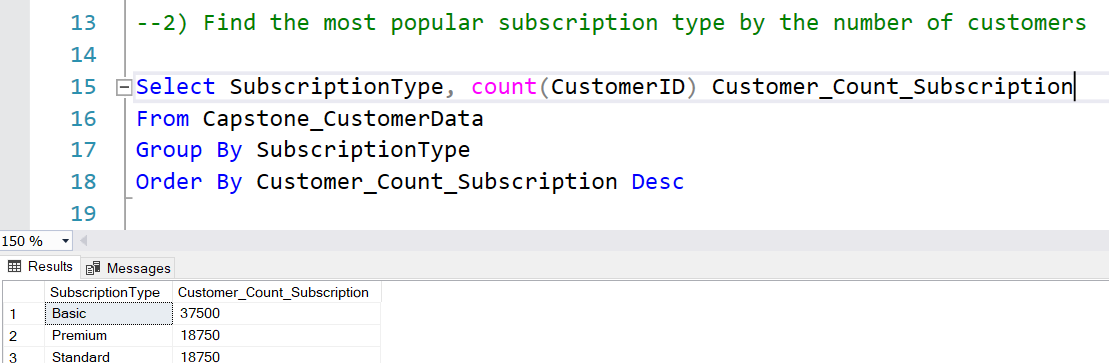 13 --2) Find the most popular subscription type by the number of customers
14
15 Select SubscriptionType, count(CustomerID) Customer_Count_Subscription
16 From Capstone_CustomerData
17 Group By SubscriptionType
18 Order By Customer_Count_Subscription Desc
19
150 %
Results Messages
SubscriptionType Customer_Count_Subscription
1 Basic 37500
2 Premium 18750
3 Standard 18750